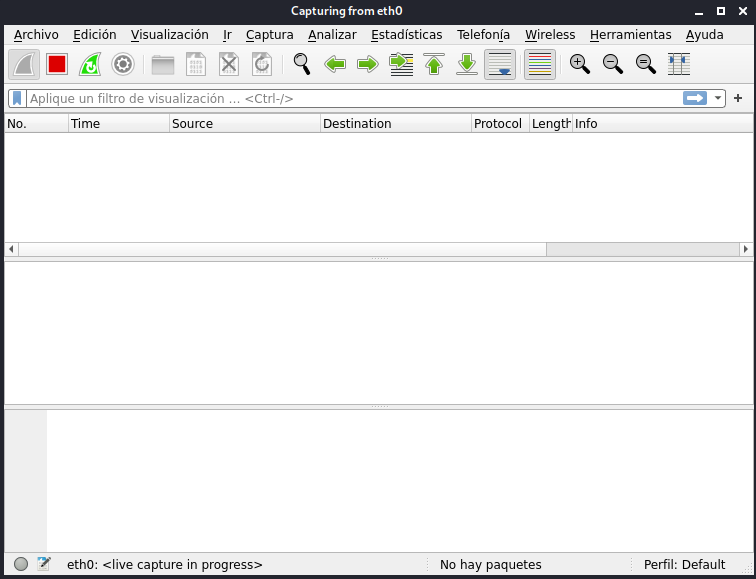 Capturing from eth0
Archivo Edición Visualización Ir Captura Analizar Estadísticas Telefonía Wireless Herramientas Ayuda
Aplique un filtro de visualización ... <Ctrl-/>
No. Time Source Destination Protocol Length Info
eth0: <live capture in progress> No hay paquetes Perfil: Default